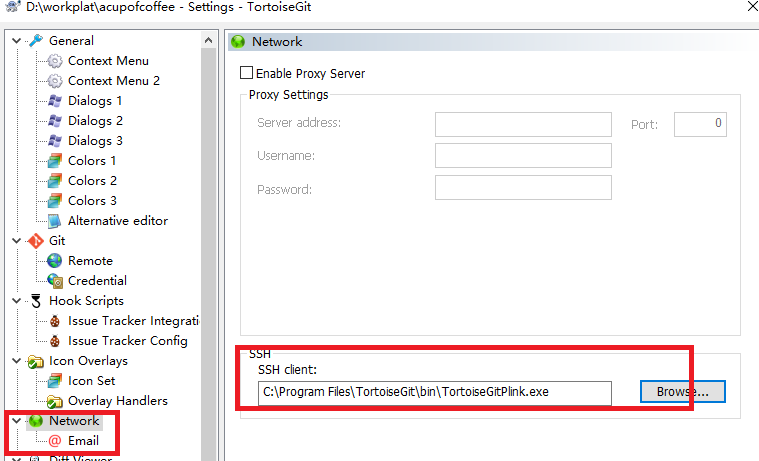 D:\workplat\acupofcoffee - Settings - TortoiseGit
General
Context Menu
Context Menu 2
Dialogs 1
Dialogs 2
Dialogs 3
Colors 1
Colors 2
Colors 3
Alternative editor
Git
Remote
Credential
Hook Scripts
Issue Tracker Integrati
Issue Tracker Config
Icon Overlays
Icon Set
Overlay Handlers
Network
@ Email
Diff Viewer
Network
Enable Proxy Server
Proxy Settings
Server address:
Port:
0
Username:
Password:
SSH
SSH client:
C:\Program Files\TortoiseGit\bin\TortoiseGitPlink.exe
Browse...